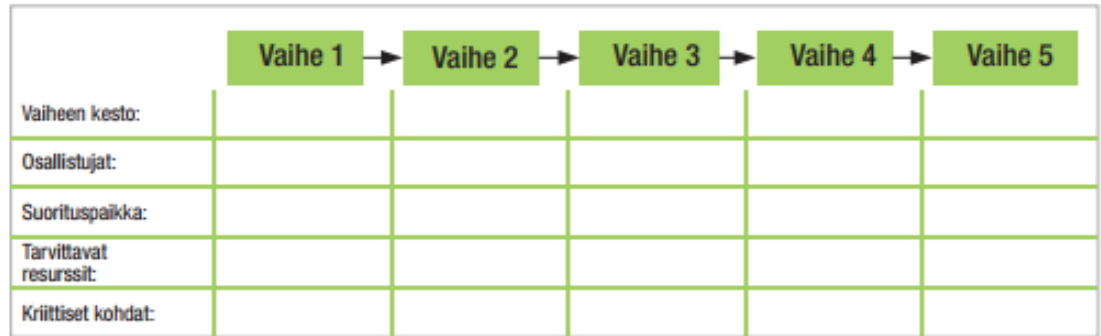 Vaihe 1
Vaihe 2
Vaihe 3
Vaihe 4
Vaihe 5
Vaiheen kesto:
Osallistujat:
Suorituspaikka:
Tarvittavat
resurssit:
Kriittiset kohdat: